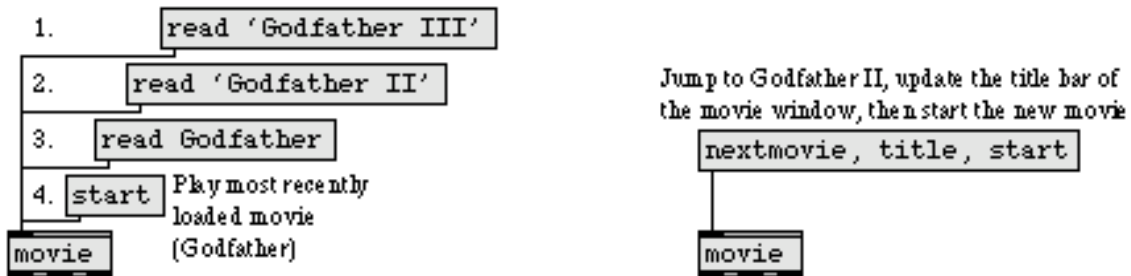 1. read ‘Godfather III’
2. read ‘Godfather II’
3. read Godfather
4. start
Play most recently
loaded movie
(Godfather)
movie
Jump to Godfather II, update the title bar of
the movie window, then start the new movie
nextmovie, title, start
movie